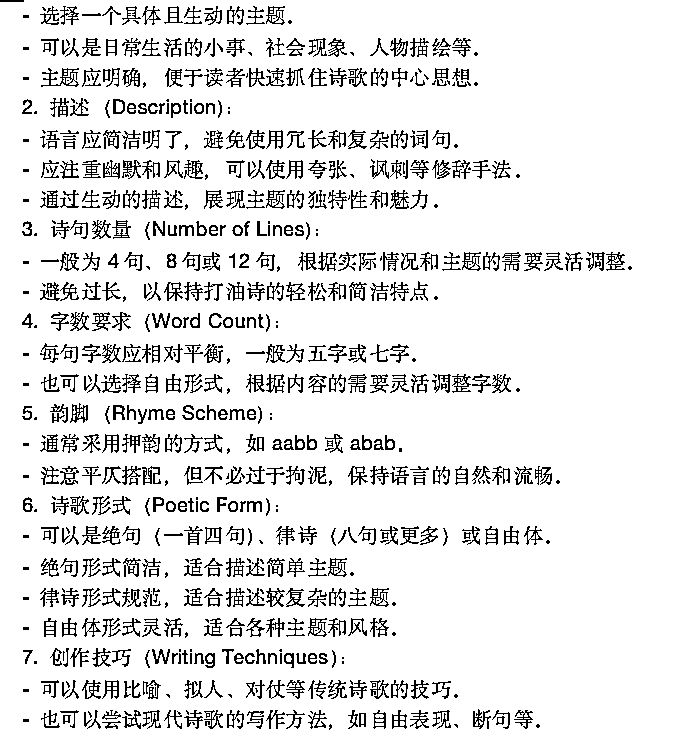 - 选择一个具体且生动的主题.
- 可以是日常生活的小事、社会现象、人物描绘等.
- 主题应明确, 便于读者快速抓住诗歌的中心思想.
2. 描述 (Description):
- 语言应简洁明了, 避免使用冗长和复杂的词句.
- 应注重幽默和风趣, 可以使用夸张、讽刺等修辞手法.
- 通过生动的描述, 展现主题的独特性和魅力.
3. 诗句数量 (Number of Lines):
- 一般为 4 句、8 句或 12 句, 根据实际情况和主题的需要灵活调整.
- 避免过长, 以保持打油诗的轻松和简洁特点.
4. 字数要求 (Word Count):
- 每句字数应相对平衡, 一般为五字或七字.
- 也可以选择自由形式, 根据内容的需要灵活调整字数.
5. 韵脚 (Rhyme Scheme):
- 通常采用押韵的方式, 如 aabb 或 abab.
- 注意平仄搭配, 但不必过于拘泥, 保持语言的自然和流畅.
6. 诗歌形式 (Poetic Form):
- 可以是绝句 (一首四句)、律诗 (八句或更多) 或自由体.
- 绝句形式简洁, 适合描述简单主题.
- 律诗形式规范, 适合描述较复杂的主题.
- 自由体形式灵活, 适合各种主题和风格.
7. 创作技巧 (Writing Techniques):
- 可以使用比喻、拟人、对仗等传统诗歌的技巧.
- 也可以尝试现代诗歌的写作方法, 如自由表现、断句等.